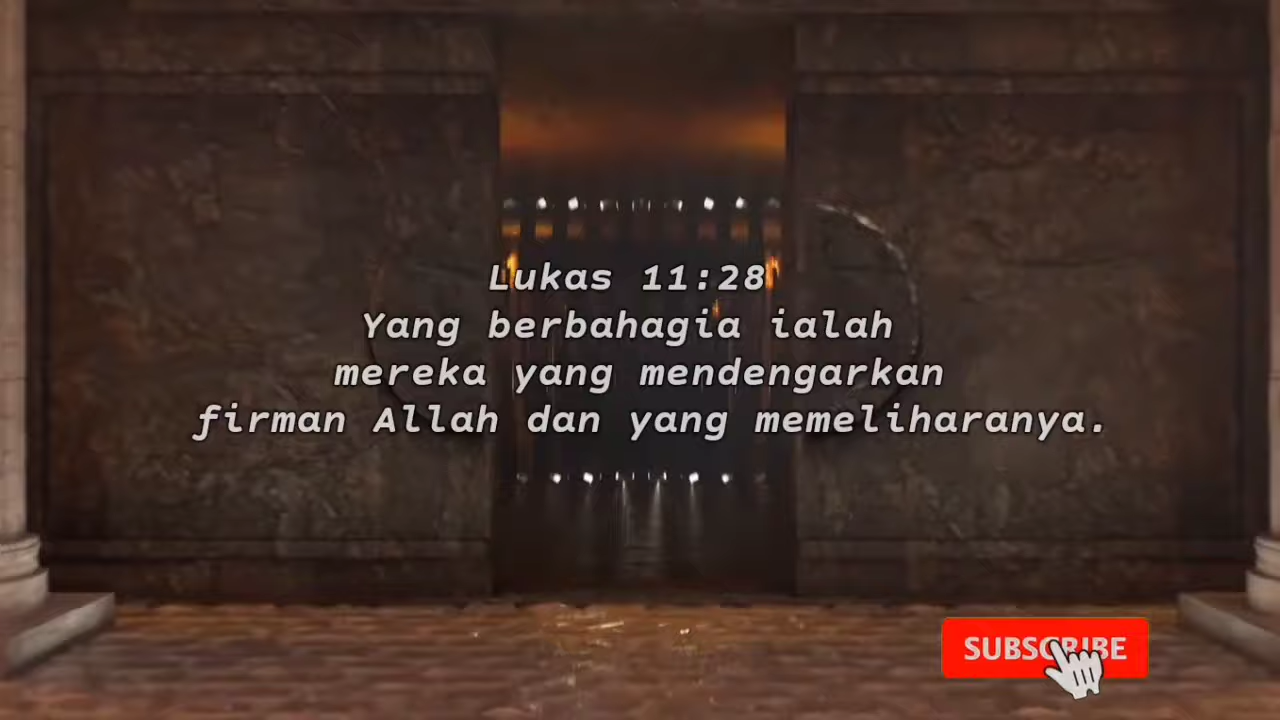 Lukas 11:28
Yang berbahagia ialah
mereka yang mendengarkan
firman Allah dan yang memeliharanya.
SUBSCRIBE